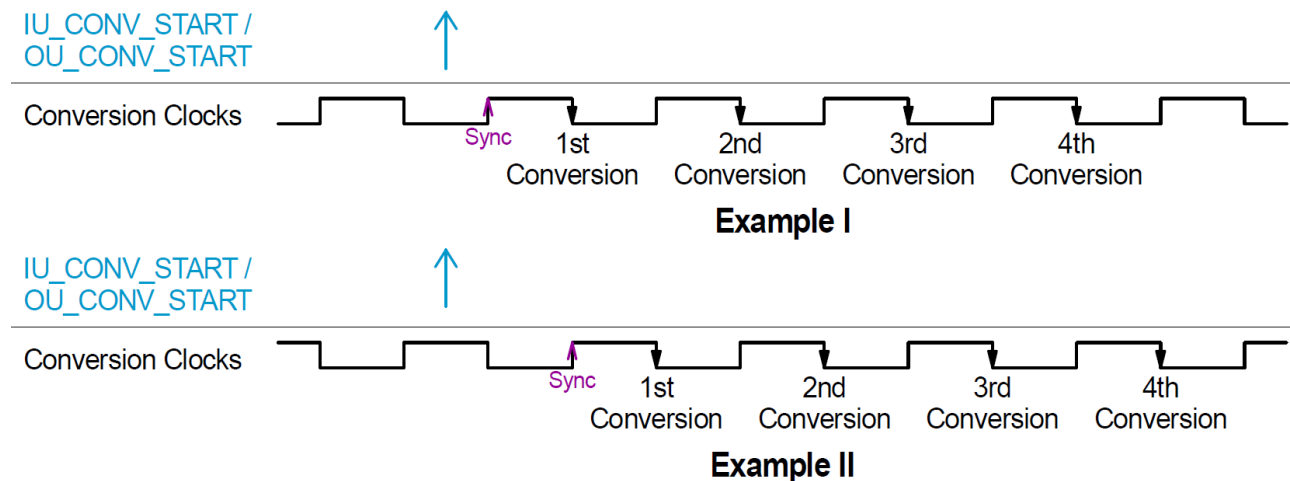 IU_CONV_START /
OU_CONV_START
Conversion Clocks
Sync
1st 2nd 3rd 4th
Conversion Conversion Conversion Conversion
Example I
IU_CONV_START /
OU_CONV_START
Conversion Clocks
Sync
1st 2nd 3rd 4th
Conversion Conversion Conversion Conversion
Example II